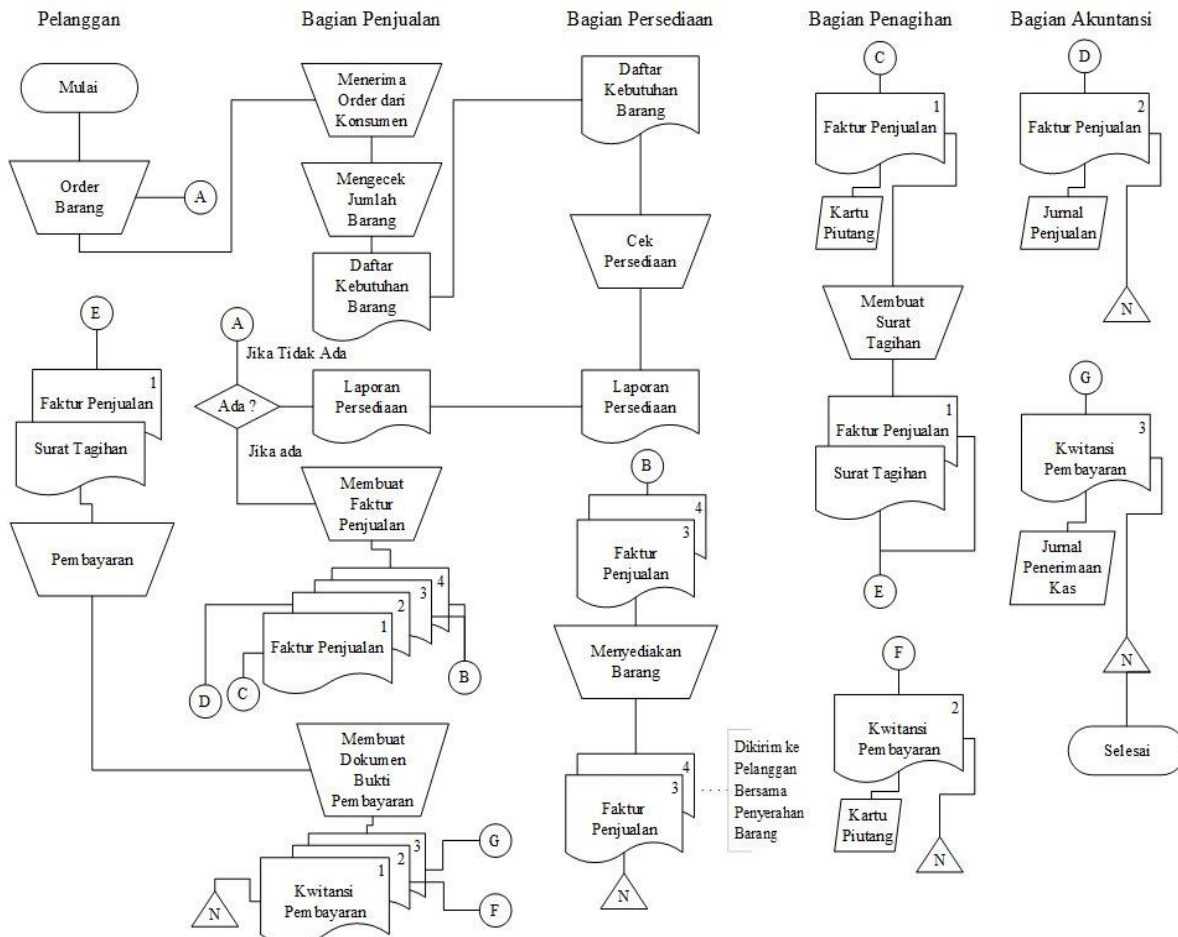 Pelanggan
Bagian Penjualan
Bagian Persediaan
Bagian Penagihan
Bagian Akuntansi
Mulai
Order
Barang
A
E
1
Faktur Penjualan
Surat Tagihan
Pembayaran
Menerima
Order dari
Konsumen
Mengecek
Jumlah
Barang
Daftar
Kebutuhan
Barang
A
Jika Tidak Ada
Ada ?
Laporan
Persediaan
Jika ada
Membuat
Faktur
Penjualan
4
3
2
1
Faktur Penjualan
D
C
B
Membuat
Dokumen
Bukti
Pembayaran
3
2
1
Kwitansi
Pembayaran
N
G
F
Daftar
Kebutuhan
Barang
Cek
Persediaan
Laporan
Persediaan
B
4
3
Faktur
Penjualan
Menyediakan
Barang
4
3
Faktur
Penjualan
N
Dikirim ke
Pelanggan
Bersama
Penyerahan
Barang
C
1
Faktur Penjualan
Kartu
Piutang
Membuat
Surat
Tagihan
1
Faktur Penjualan
Surat Tagihan
E
F
2
Kwitansi
Pembayaran
Kartu
Piutang
N
D
2
Faktur Penjualan
Jurnal
Penjualan
N
G
3
Kwitansi
Pembayaran
Jurnal
Penerimaan
Kas
N
Selesai